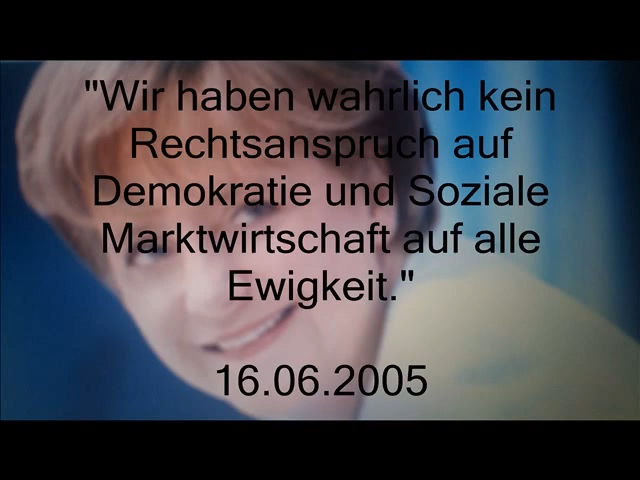 "Wir haben wahrlich kein
Rechtsanspruch auf
Demokratie und Soziale
Marktwirtschaft auf alle
Ewigkeit."
16.06.2005